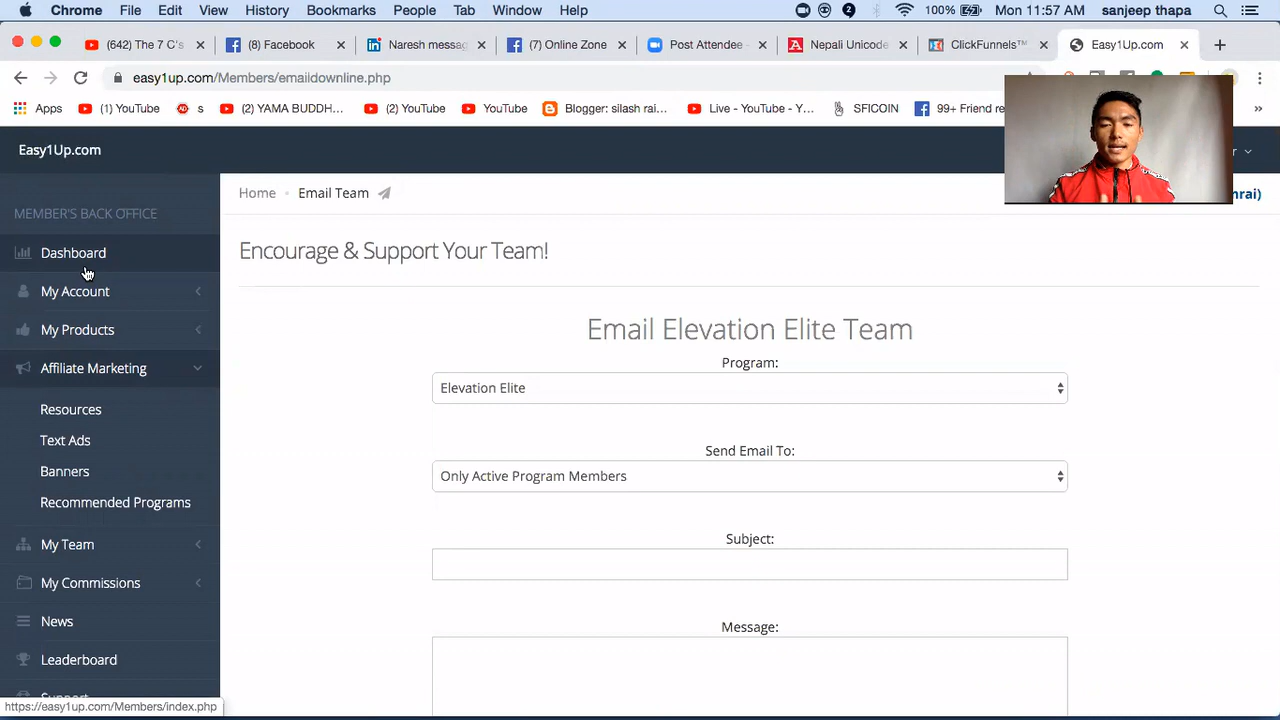 Chrome File Edit View History Bookmarks People Tab Window Help 2 100% Mon 11:57 AM sanjeep thapa
(642) The 7 C's (8) Facebook Naresh messag (7) Online Zone Post Attendee - Nepali Unicode ClickFunnels™ Easy1Up.com
easy1up.com/Members/emaildownline.php
Apps (1) YouTube s (2) YAMA BUDDH... (2) YouTube YouTube Blogger: silash rai... Live - YouTube - Y... SFICOIN 99+ Friend re
Easy1Up.com
MEMBER'S BACK OFFICE
Dashboard
My Account
My Products
Affiliate Marketing
Resources
Text Ads
Banners
Recommended Programs
My Team
My Commissions
News
Leaderboard
Support
https://easy1up.com/Members/index.php
Home • Email Team
Encourage & Support Your Team!
Email Elevation Elite Team
Program:
Elevation Elite
Send Email To:
Only Active Program Members
Subject:
Message: